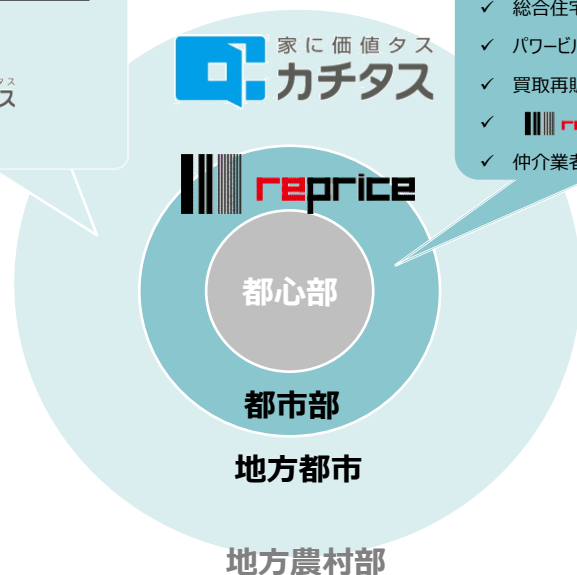 総合住宅
パワービル
買取再販
re
仲介業者
家に価値タス
カチタス
reprice
都心部
都市部
地方都市
地方農村部